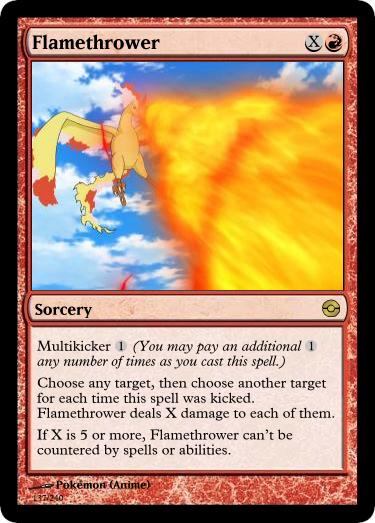 Flamethrower X
Sorcery
Multikicker 1 (You may pay an additional 1
any number of times as you cast this spell.)
Choose any target, then choose another target
for each time this spell was kicked.
Flamethrower deals X damage to each of them.
If X is 5 or more, Flamethrower can't be
countered by spells or abilities.
Pokémon (Anime)
137/240